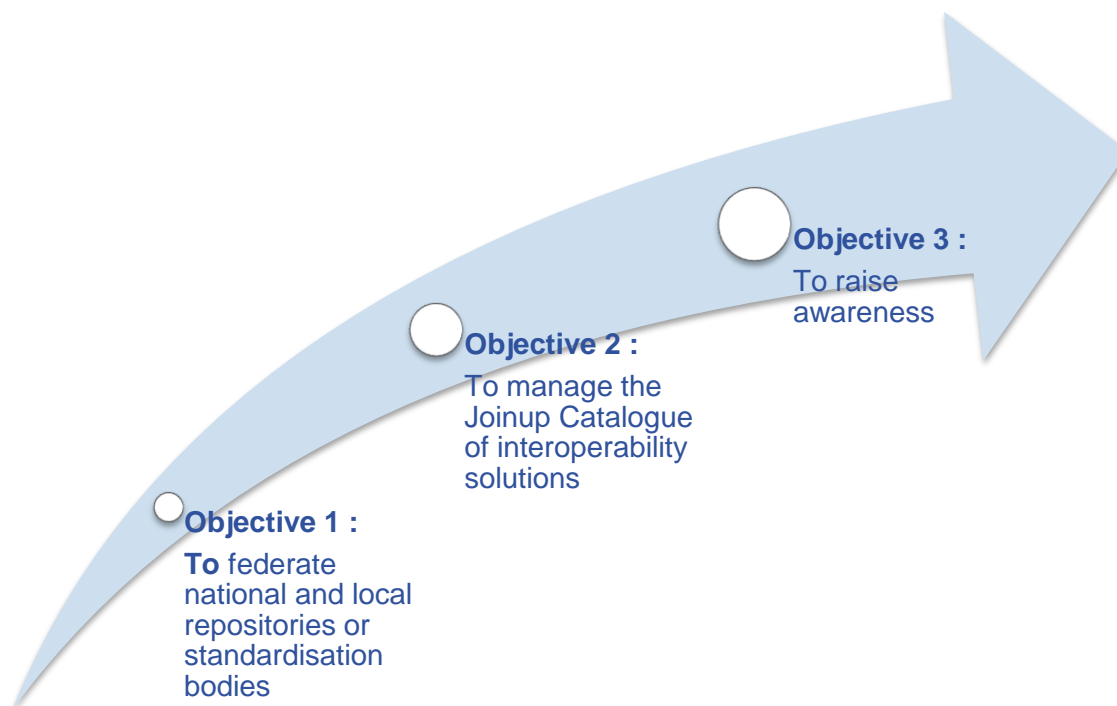 Objective 3 :
To raise
awareness
Objective 2 :
To manage the
Joinup Catalogue
of interoperability
solutions
Objective 1 :
To federate
national and local
repositories or
standardisation
bodies